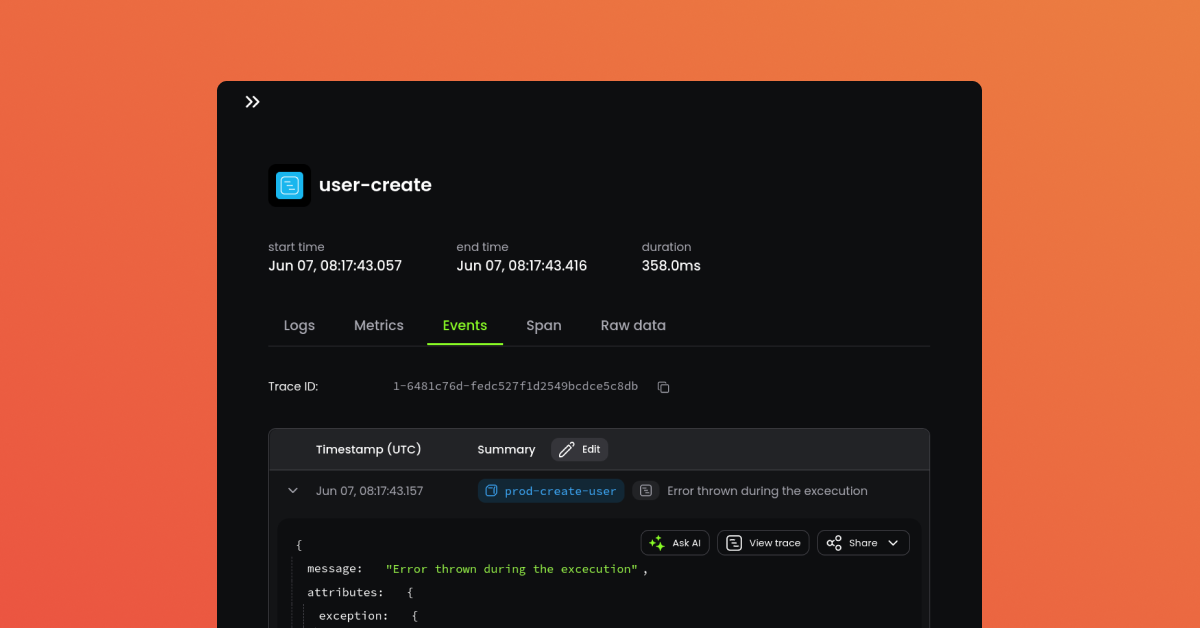 user-create
start time end time duration
Jun 07, 08:17:43.057 Jun 07, 08:17:43.416 358.0ms
Logs Metrics Events Span Raw data
Trace ID: 1-6481c76d-fedc527f1d2549bcdce5c8db
Timestamp (UTC) Summary Edit
Jun 07, 08:17:43.157 prod-create-user Error thrown during the excecution
{ Ask AI View trace Share
message: "Error thrown during the excecution" ,
attributes: {
exception: {